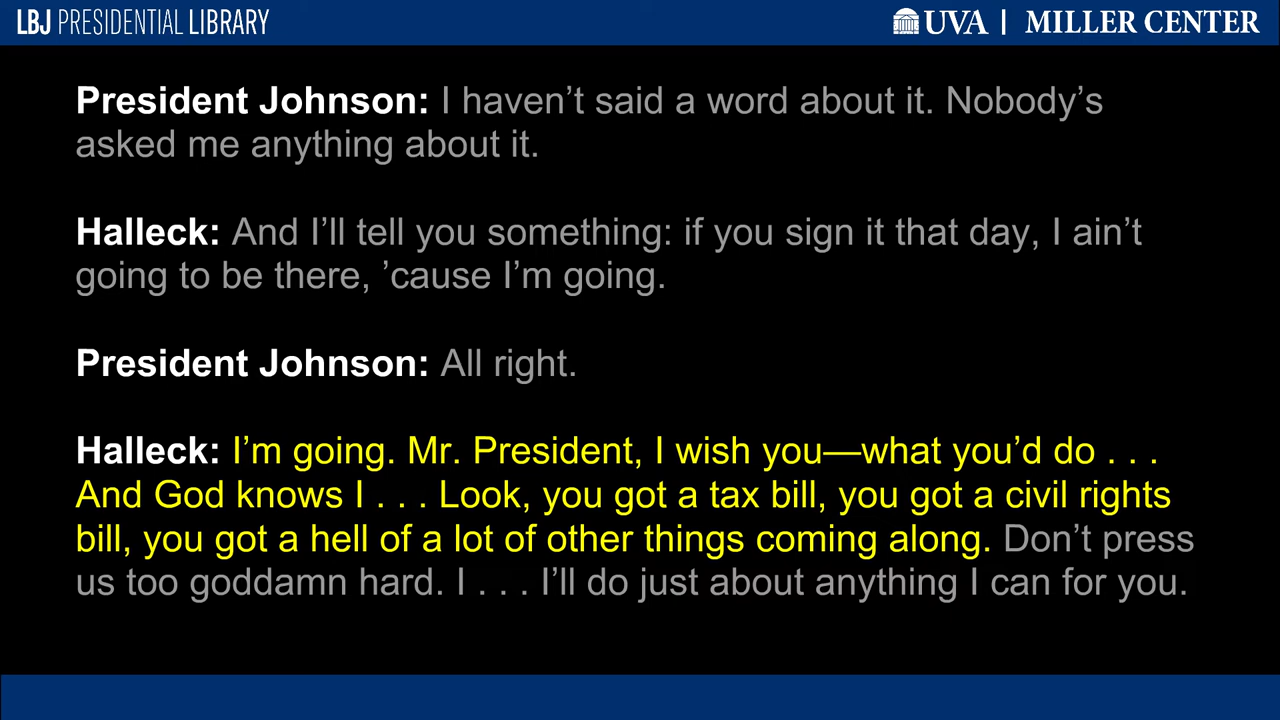 LBJ PRESIDENTIAL LIBRARY
UVA | MILLER CENTER
President Johnson: I haven’t said a word about it. Nobody’s
asked me anything about it.
Halleck: And I’ll tell you something: if you sign it that day, I ain’t
going to be there, ’cause I’m going.
President Johnson: All right.
Halleck: I’m going. Mr. President, I wish you—what you’d do . . .
And God knows I . . . Look, you got a tax bill, you got a civil rights
bill, you got a hell of a lot of other things coming along. Don’t press
us too goddamn hard. I . . . I’ll do just about anything I can for you.